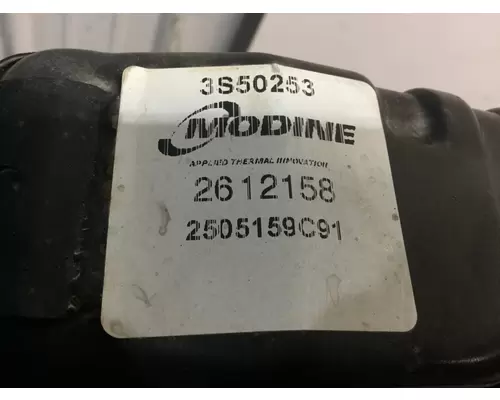 3S50253
MODINE
APPLIED THERMAL INNOVATION
2612158
2505159C91